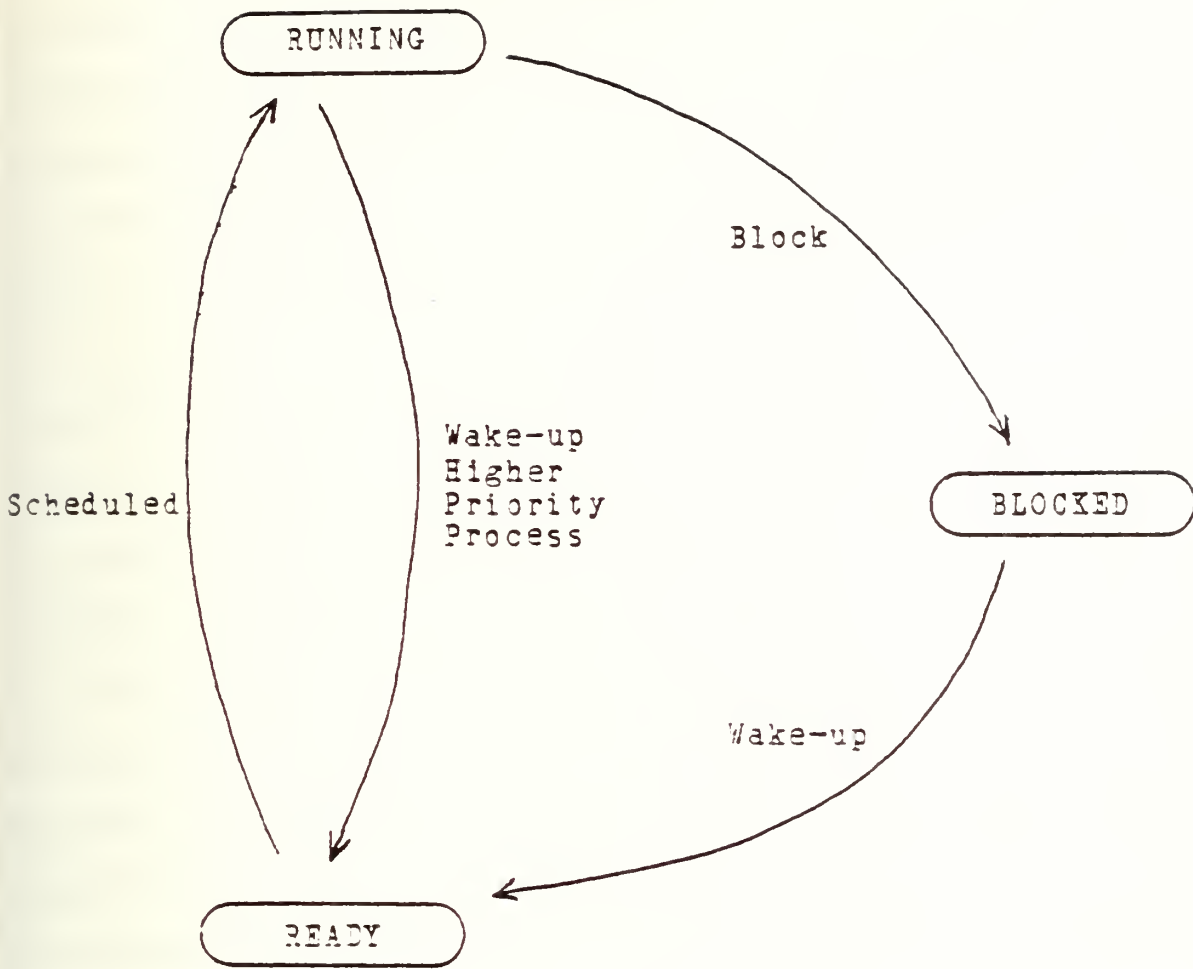 RUNNING
Block
Wake-up
Higher
Priority
Process
Scheduled
BLOCKED
Wake-up
READY